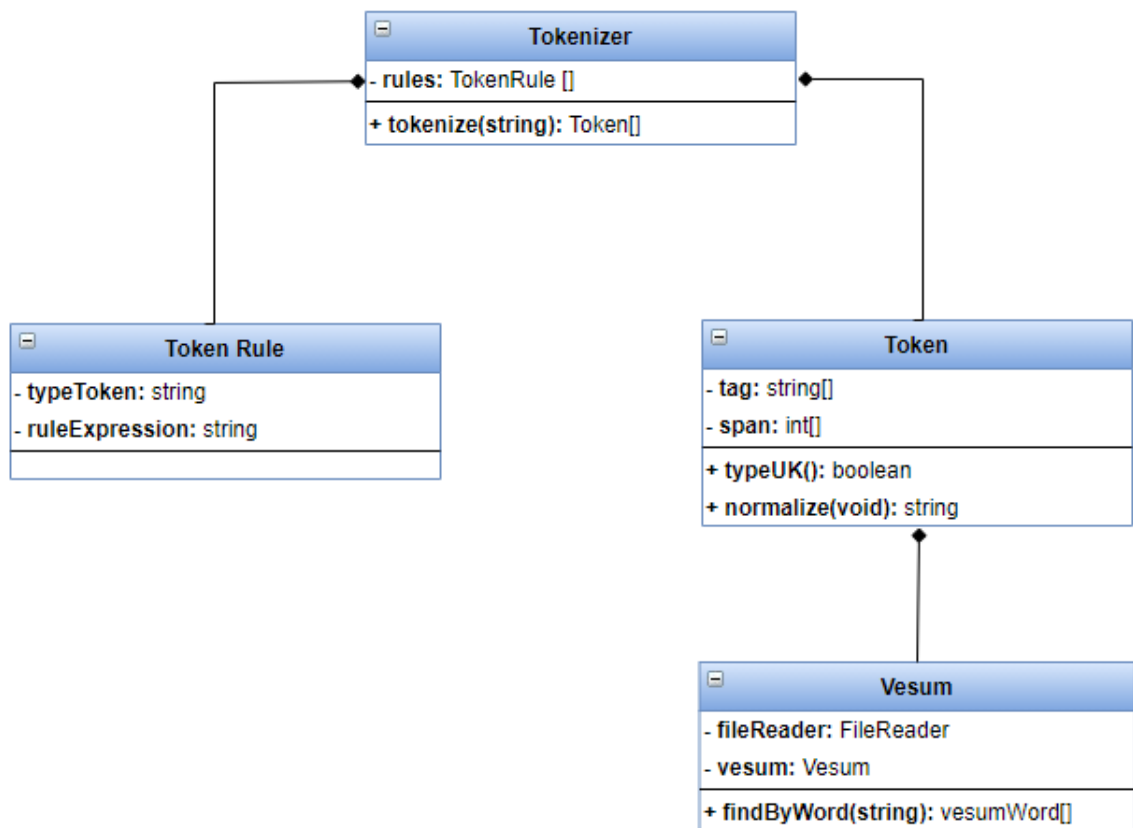 Tokenizer
- rules: TokenRule []
+ tokenize(string): Token[]
Token Rule
- typeToken: string
- ruleExpression: string
Token
- tag: string[]
- span: int[]
+ typeUK(): boolean
+ normalize(void): string
Vesum
- fileReader: FileReader
- vesum: Vesum
+ findByWord(string): vesumWord[]